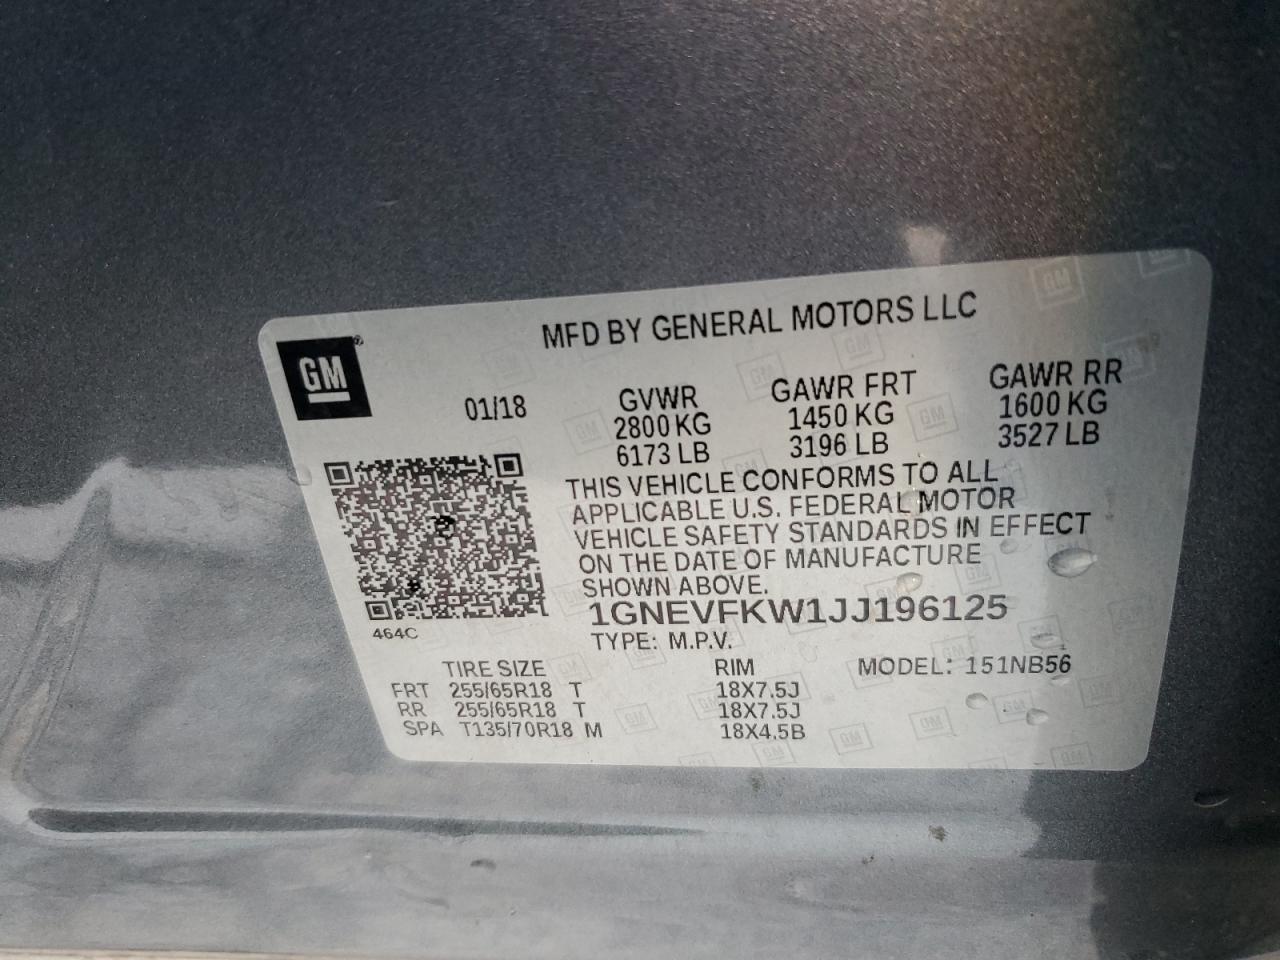 MFD BY GENERAL MOTORS LLC
GM®
01/18
GVWR GAWR FRT GAWR RR
2800 KG 1450 KG 1600 KG
6173 LB 3196 LB 3527 LB
THIS VEHICLE CONFORMS TO ALL
APPLICABLE U.S. FEDERAL MOTOR
VEHICLE SAFETY STANDARDS IN EFFECT
ON THE DATE OF MANUFACTURE
SHOWN ABOVE.
1GNEVFKW1JJ196125
464C
TYPE: M.P.V.
TIRE SIZE RIM MODEL: 151NB56
FRT 255/65R18 T 18X7.5J
RR 255/65R18 T 18X7.5J
SPA T135/70R18 M 18X4.5B